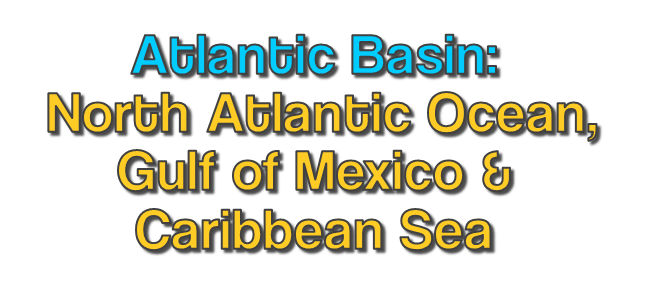 Atlantic Basin:
North Atlantic Ocean,
Gulf of Mexico &
Caribbean Sea